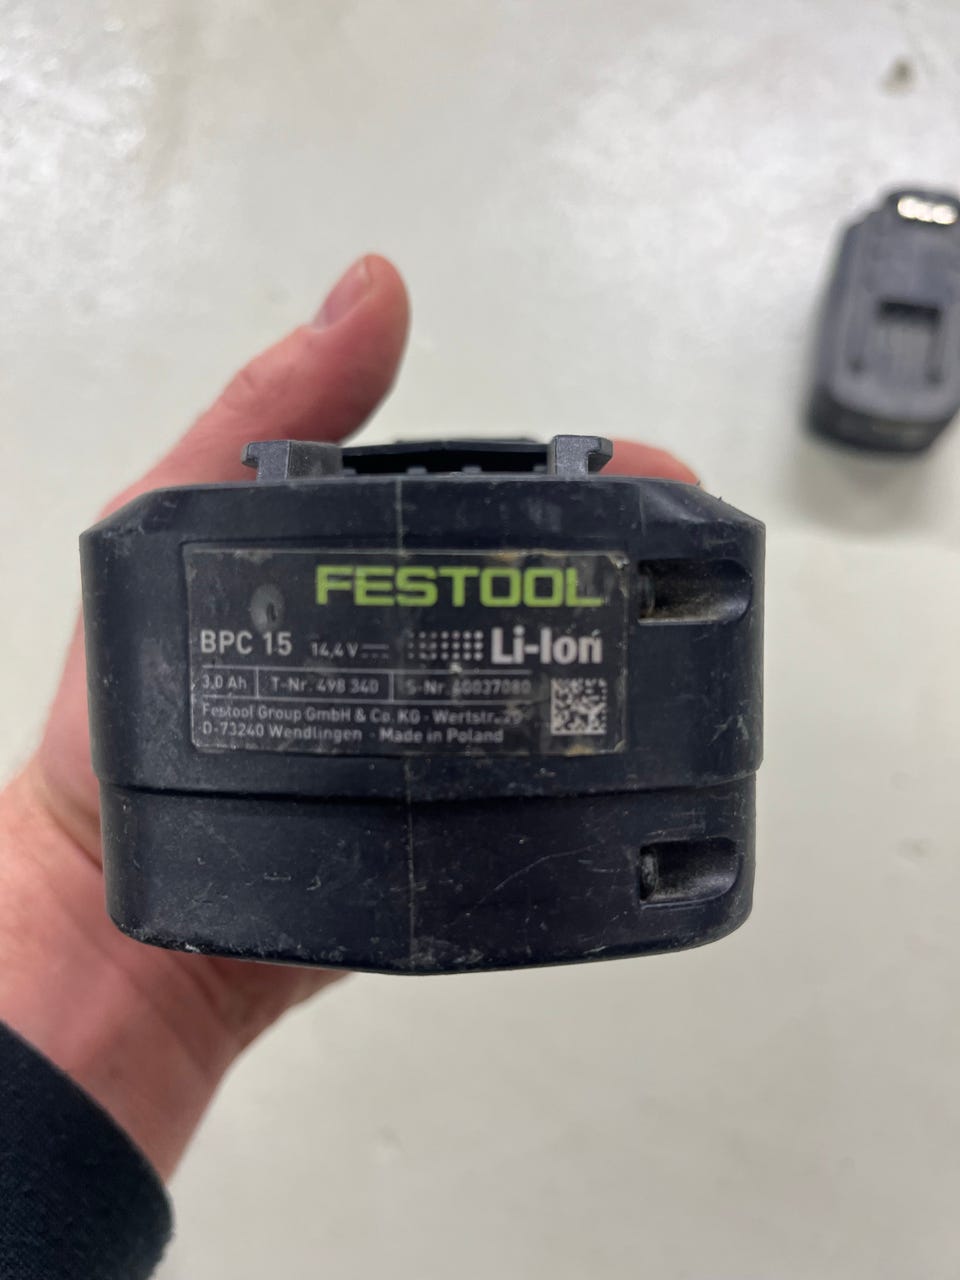 FESTOOL
BPC 15 14,4 V Li-Ion
3,0 Ah T-Nr. 498 340 S-Nr. 40037080
Festool Group GmbH & Co. KG - Wertstr. 20
D-73240 Wendlingen - Made in Poland